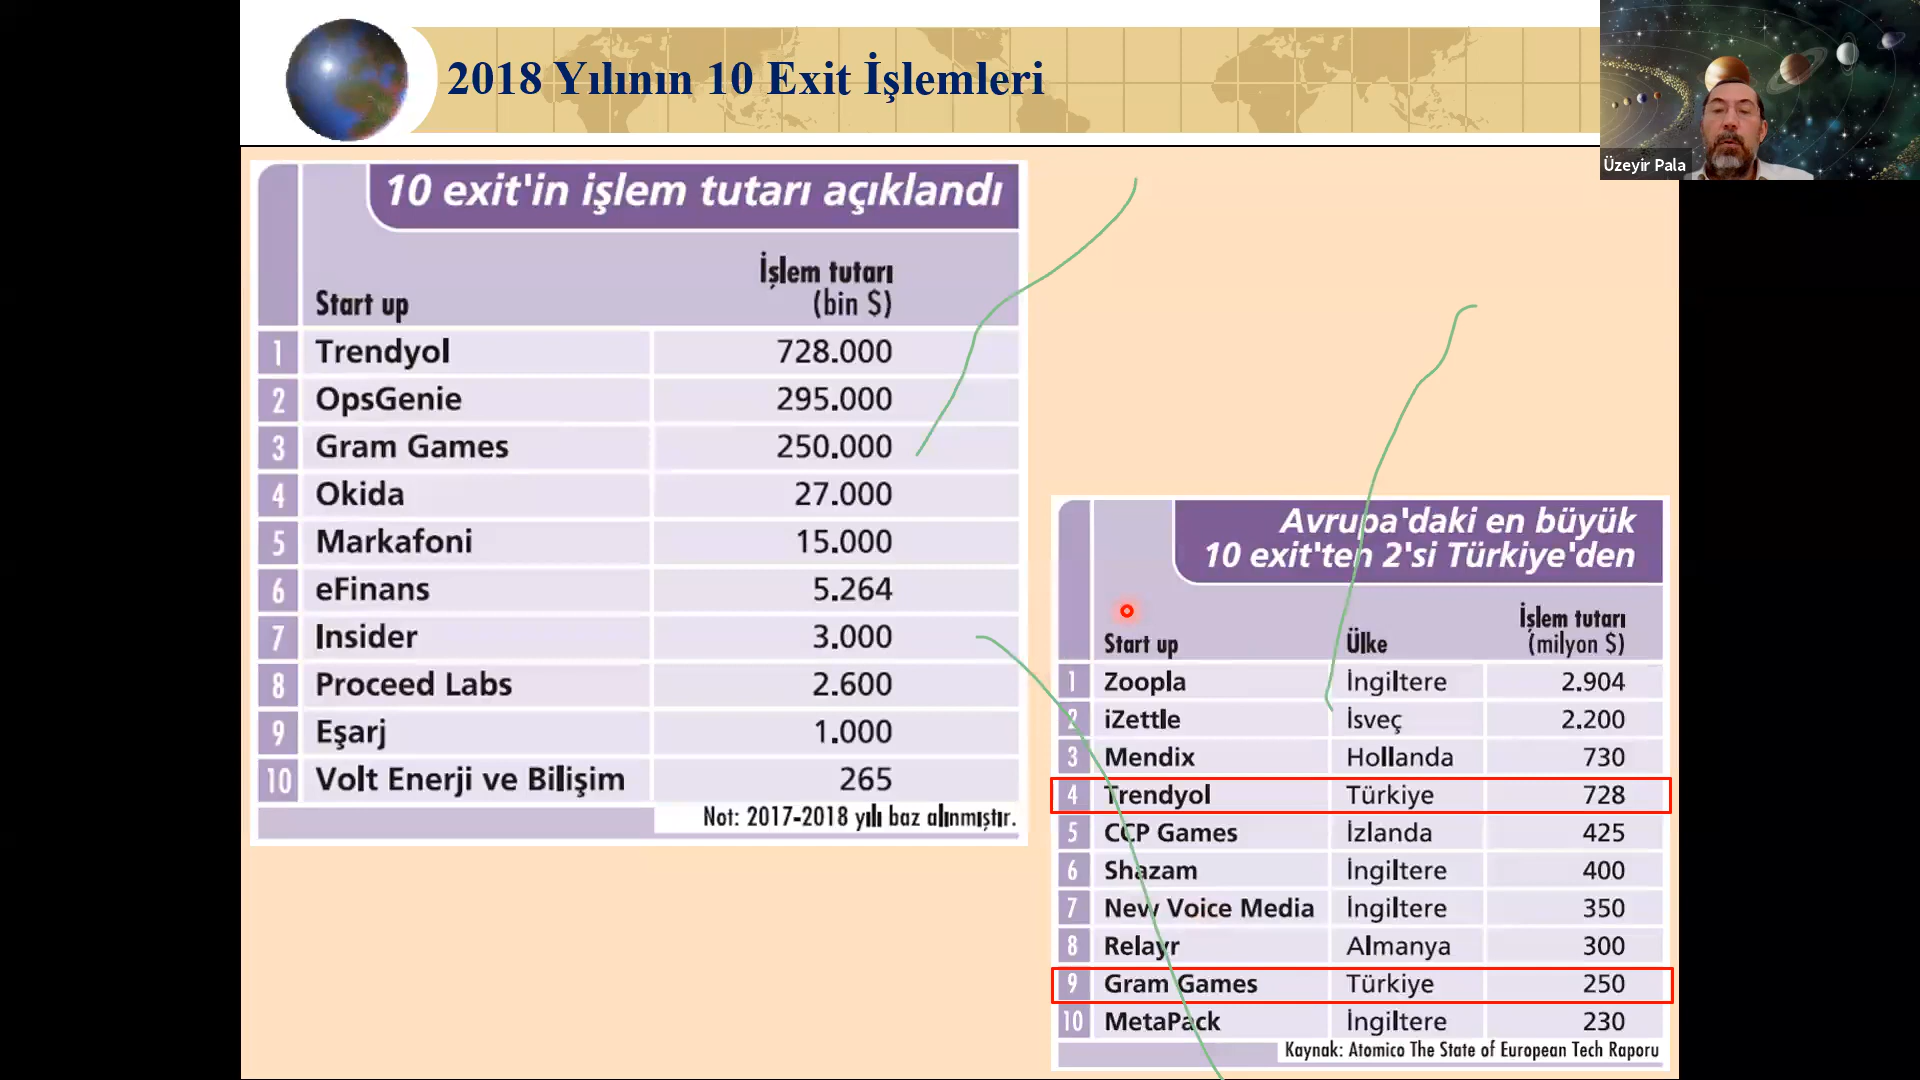 2018 Yılının 10 Exit İşlemleri
Üzeyir Pala
10 exit'in işlem tutarı açıklandı
Start up İşlem tutarı (bin $)
1 Trendyol 728.000
2 OpsGenie 295.000
3 Gram Games 250.000
4 Okida 27.000
5 Markafoni 15.000
6 eFinans 5.264
7 Insider 3.000
8 Proceed Labs 2.600
9 Eşarj 1.000
10 Volt Enerji ve Bilişim 265
Not: 2017-2018 yılı baz alınmıştır.
Avrupa'daki en büyük
10 exit'ten 2'si Türkiye'den
Start up Ülke İşlem tutarı (milyon $)
1 Zoopla İngiltere 2.904
2 iZettle İsveç 2.200
3 Mendix Hollanda 730
4 Trendyol Türkiye 728
5 CCP Games İzlanda 425
6 Shazam İngiltere 400
7 New Voice Media İngiltere 350
8 Relayr Almanya 300
9 Gram Games Türkiye 250
10 MetaPack İngiltere 230
Kaynak: Atomico The State of European Tech Raporu